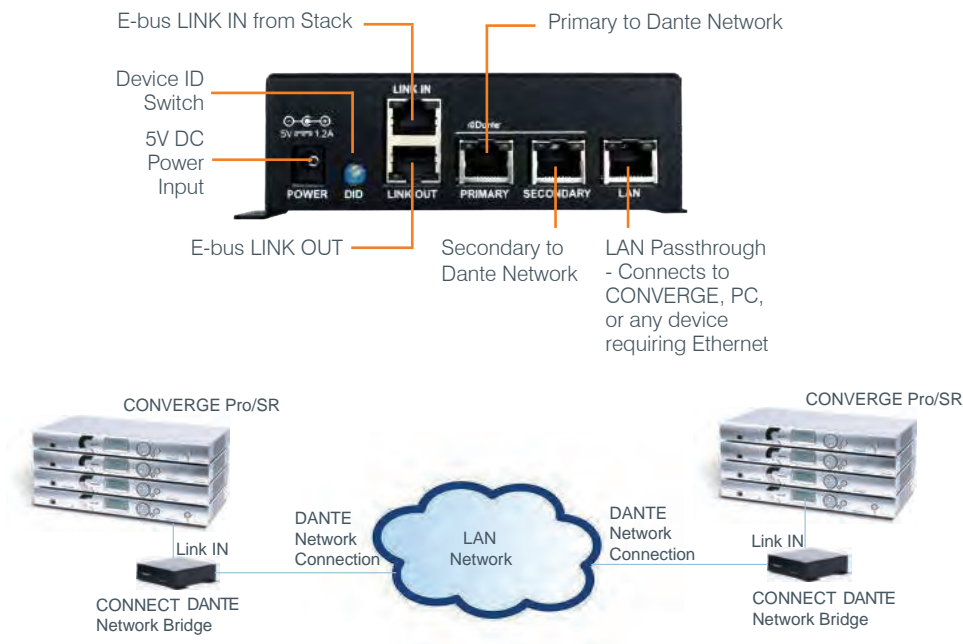 E-bus LINK IN from Stack
Primary to Dante Network
Device ID
Switch
5V DC
Power
Input
LINK IN
Dante
5V 1.2A
POWER
DID
LINK OUT
PRIMARY
SECONDARY
LAN
E-bus LINK OUT
Secondary to
Dante Network
LAN Passthrough
- Connects to
CONVERGE, PC,
or any device
requiring Ethernet
CONVERGE Pro/SR
CONVERGE Pro/SR
DANTE
Network
Connection
LAN
Network
DANTE
Network
Connection
Link IN
Link IN
CONNECT DANTE
Network Bridge
CONNECT DANTE
Network Bridge